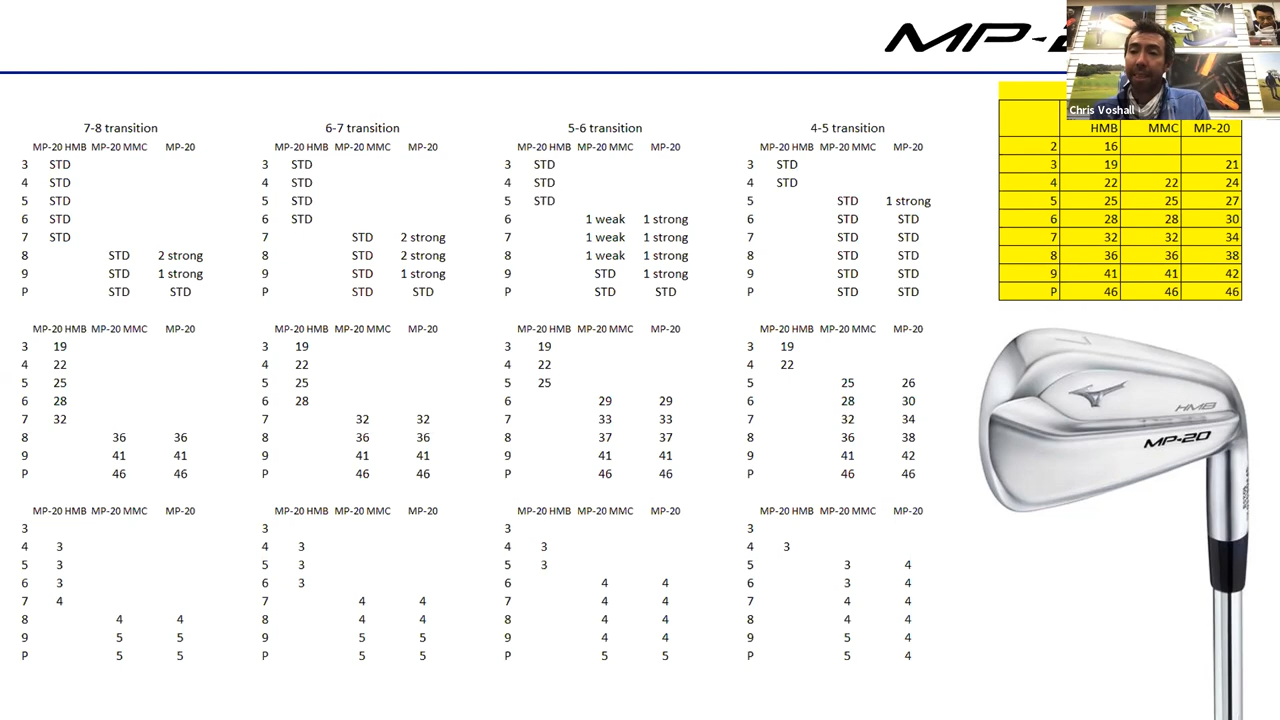 MP-2
Chris Voshall
HMB MMC MP-20
2 16
3 19 21
4 22 22 24
5 25 25 27
6 28 28 30
7 32 32 34
8 36 36 38
9 41 41 42
P 46 46 46
7-8 transition 6-7 transition 5-6 transition 4-5 transition
MP-20 HMB MP-20 MMC MP-20 MP-20 HMB MP-20 MMC MP-20 MP-20 HMB MP-20 MMC MP-20 MP-20 HMB MP-20 MMC MP-20
3 STD 3 STD 3 STD 3 STD
4 STD 4 STD 4 STD 4 STD
5 STD 5 STD 5 STD 5 STD 1 strong
6 STD 6 STD 6 1 weak 1 strong 6 STD STD
7 STD 7 STD 2 strong 7 1 weak 1 strong 7 STD STD
8 STD 2 strong 8 STD 2 strong 8 1 weak 1 strong 8 STD STD
9 STD 1 strong 9 STD 1 strong 9 STD 1 strong 9 STD STD
P STD STD P STD STD P STD STD P STD STD
MP-20 HMB MP-20 MMC MP-20 MP-20 HMB MP-20 MMC MP-20 MP-20 HMB MP-20 MMC MP-20 MP-20 HMB MP-20 MMC MP-20
3 19 3 19 3 19 3 19
4 22 4 22 4 22 4 22
5 25 5 25 5 25 5 25 26
6 28 6 28 6 29 29 6 28 30
7 32 7 32 32 7 33 33 7 32 34
8 36 36 8 36 36 8 37 37 8 36 38
9 41 41 9 41 41 9 41 41 9 41 42
P 46 46 P 46 46 P 46 46 P 46 46
MP-20 HMB MP-20 MMC MP-20 MP-20 HMB MP-20 MMC MP-20 MP-20 HMB MP-20 MMC MP-20 MP-20 HMB MP-20 MMC MP-20
3 3 3 3
4 3 4 3 4 3 4 3
5 3 5 3 5 3 5 3 4
6 3 6 3 6 4 4 6 3 4
7 4 7 4 4 7 4 4 7 4 4
8 4 4 8 4 4 8 4 4 8 4 4
9 5 5 9 5 5 9 4 4 9 5 4
P 5 5 P 5 5 P 5 5 P 5 4
7
HMB
MP-20